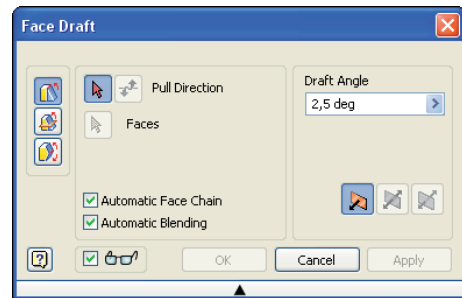 Face Draft
Pull Direction
Faces
Draft Angle
2,5 deg
Automatic Face Chain
Automatic Blending
OK
Cancel
Apply